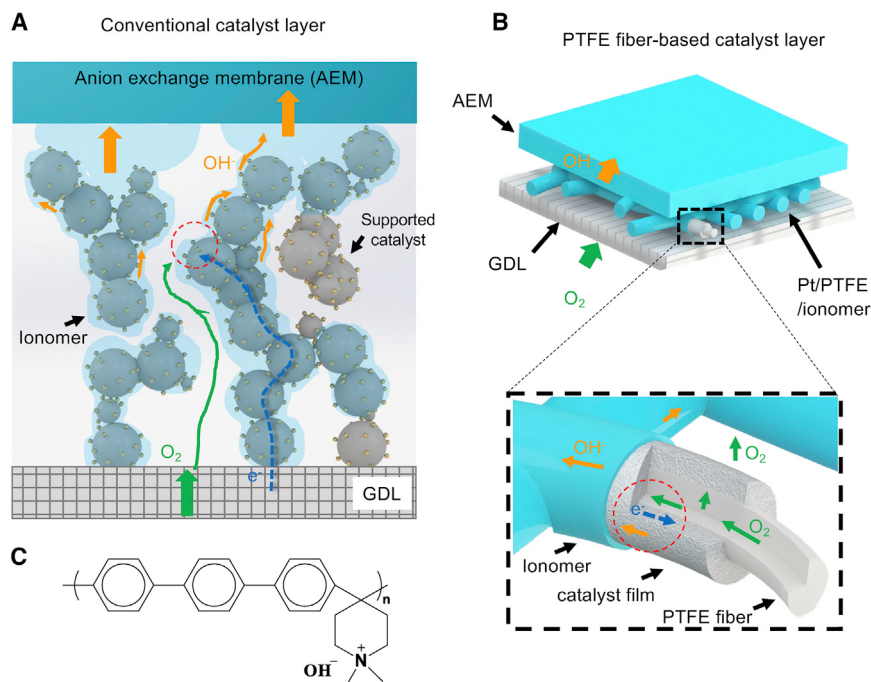 A
Conventional catalyst layer
Anion exchange membrane (AEM)
OH⁻
Supported
catalyst
Ionomer
O₂
e⁻
GDL
B
PTFE fiber-based catalyst layer
AEM
OH⁻
GDL
O₂
Pt/PTFE
/ionomer
OH⁻
O₂
e⁻
O₂
Ionomer
catalyst film
PTFE fiber
C
n
+
N
OH⁻